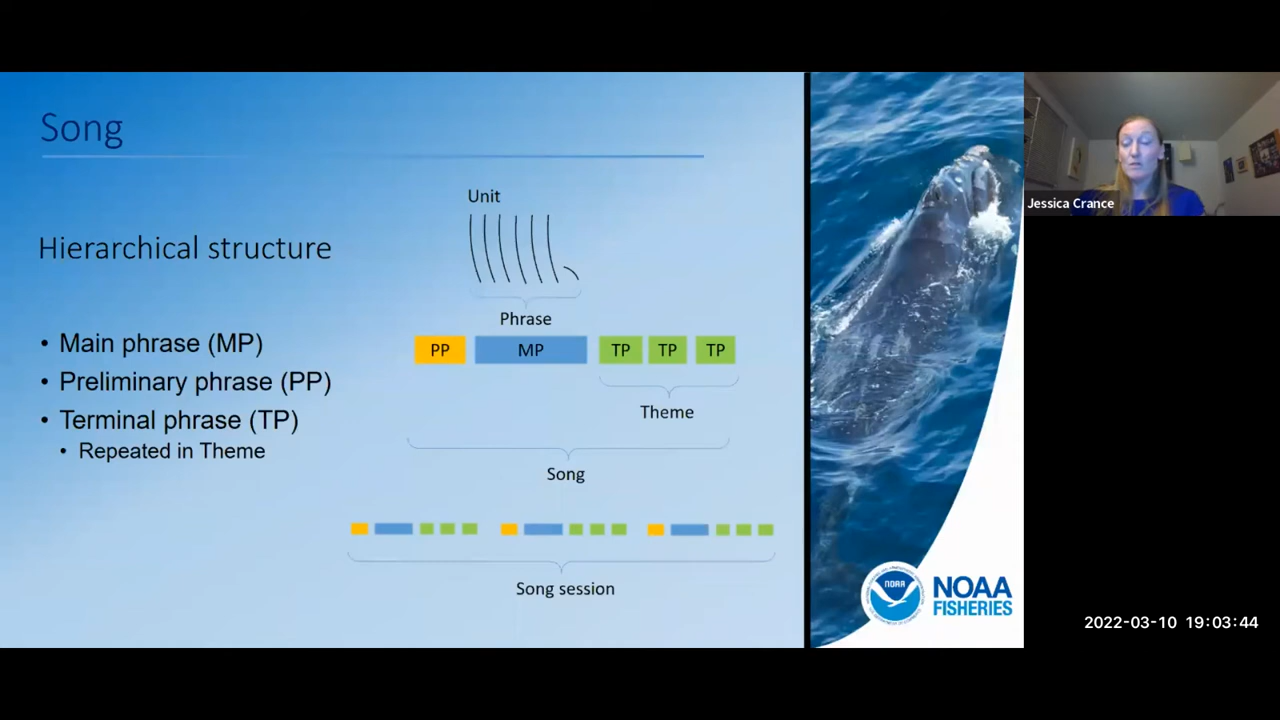 Song
Hierarchical structure
• Main phrase (MP)
• Preliminary phrase (PP)
• Terminal phrase (TP)
• Repeated in Theme
Unit
Phrase
PP
MP
TP
TP
TP
Theme
Song
Song session
NOAA
NOAA
FISHERIES
Jessica Crance
2022-03-10 19:03:44